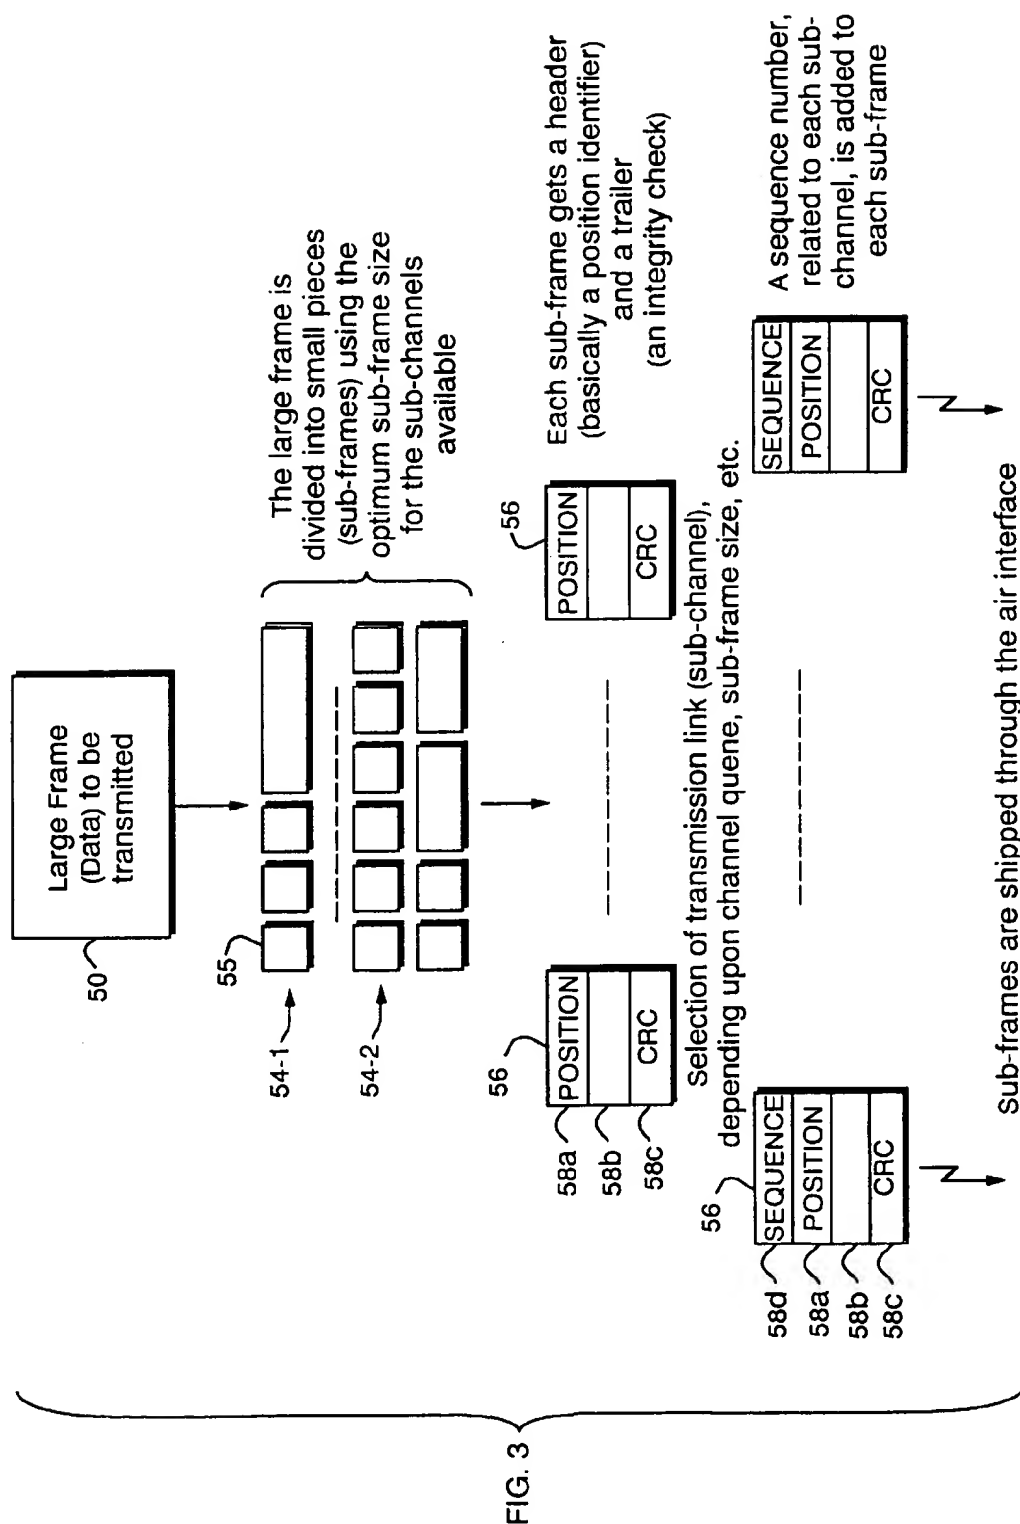 Large Frame
(Data) to be
transmitted
50
The large frame is
divided into small pieces
(sub-frames) using the
optimum sub-frame size
for the sub-channels
available
55
54-1
54-2
Each sub-frame gets a header
(basically a position identifier)
and a trailer
(an integrity check)
56
POSITION
CRC
58a
58b
58c
56
POSITION
CRC
Selection of transmission link (sub-channel),
depending upon channel quene, sub-frame size, etc.
A sequence number,
related to each sub-
channel, is added to
each sub-frame
56
SEQUENCE
POSITION
CRC
58d
58a
58b
58c
SEQUENCE
POSITION
CRC
Sub-frames are shipped through the air interface
FIG. 3